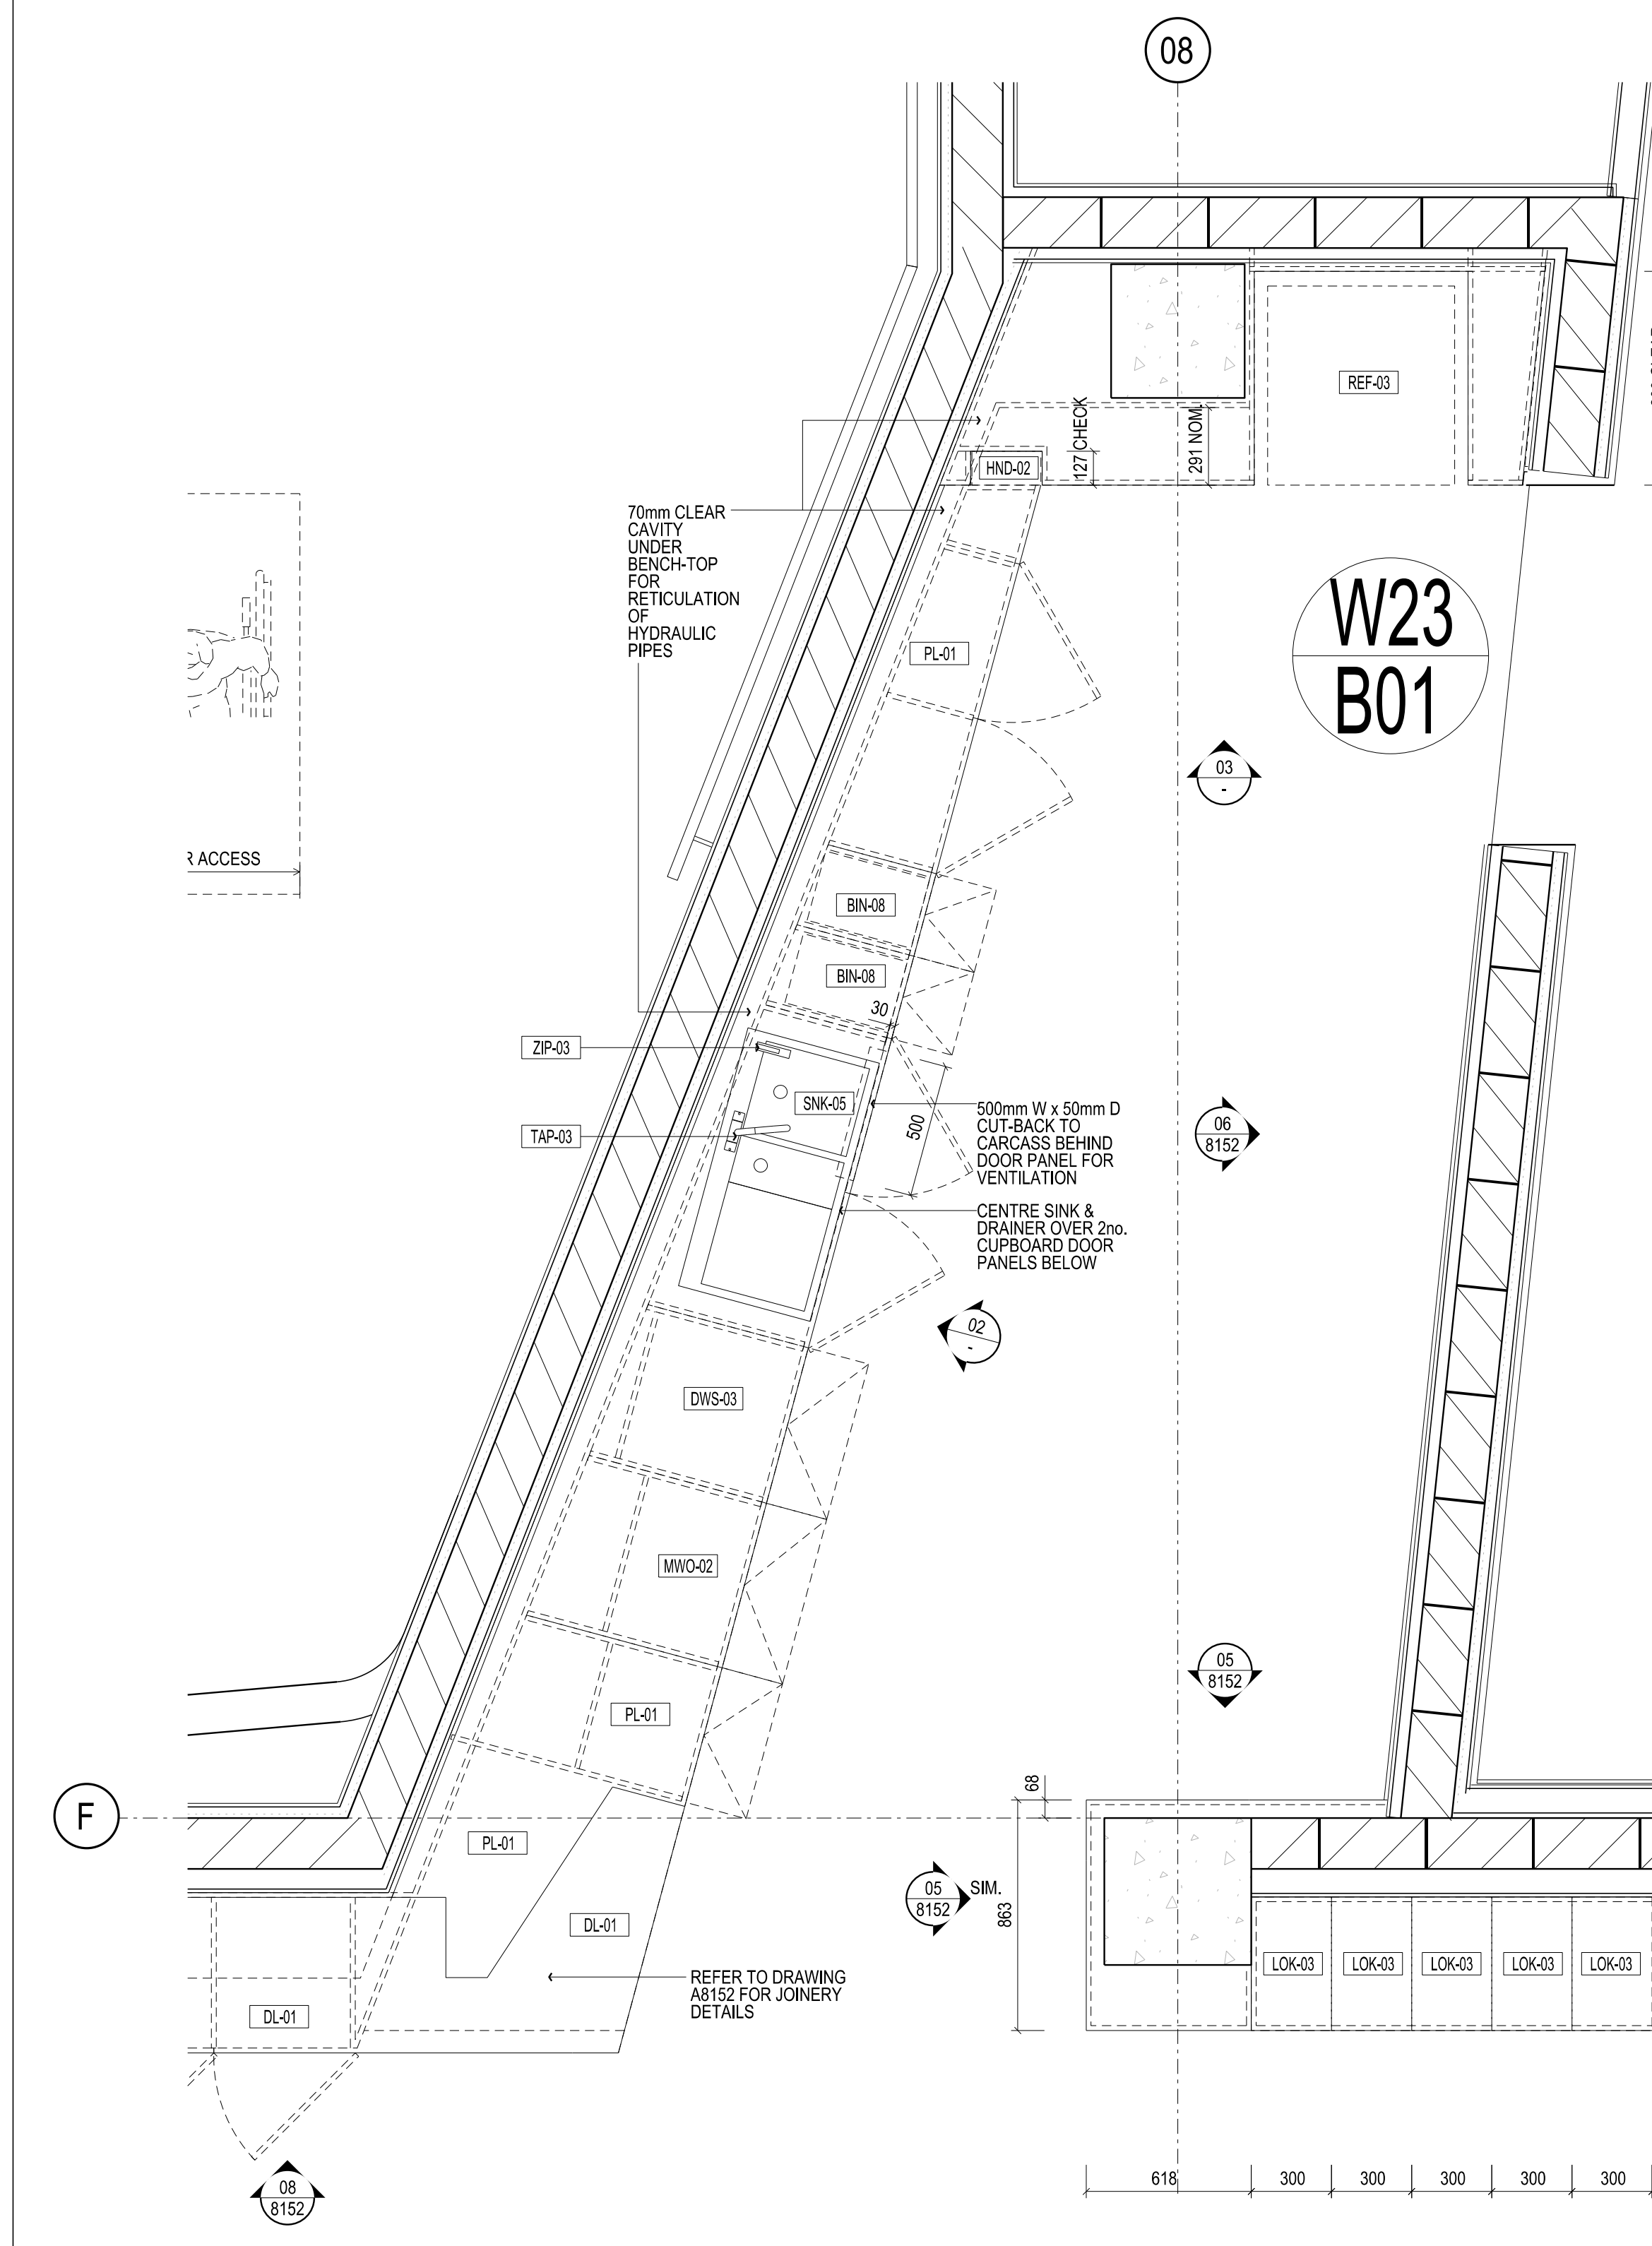 08
REF-03
127 CHECK
291 NOM.
HND-02
70mm CLEAR
CAVITY
UNDER
BENCH-TOP
FOR
RETICULATION
OF
HYDRAULIC
PIPES
W23
B01
PL-01
03
-
R ACCESS
BIN-08
BIN-08
30
ZIP-03
SNK-05
TAP-03
500
500mm W x 50mm D
CUT-BACK TO
CARCASS BEHIND
DOOR PANEL FOR
VENTILATION
06
8152
CENTRE SINK &
DRAINER OVER 2no.
CUPBOARD DOOR
PANELS BELOW
02
-
DWS-03
MWO-02
05
8152
PL-01
68
F
PL-01
05
8152
SIM.
863
DL-01
LOK-03
LOK-03
LOK-03
LOK-03
LOK-03
REFER TO DRAWING
A8152 FOR JOINERY
DETAILS
DL-01
08
8152
618
300
300
300
300
300